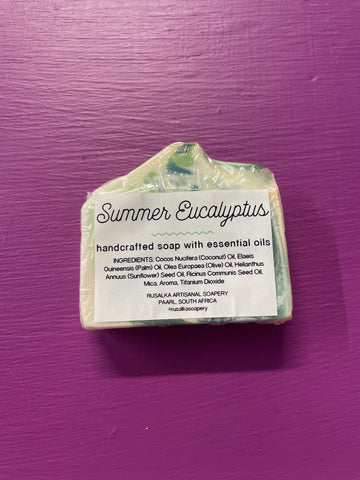 Summer Eucalyptus
handcrafted soap with essential oils
INGREDIENTS: Cocos Nucifera (Coconut) Oil, Elaeis
Guineensis (Palm) Oil, Olea Europaea (Olive) Oil, Helianthus
Annuus (Sunflower) Seed Oil, Ricinus Communis Seed Oil,
Mica, Aroma, Titanium Dioxide
RUSALKA ARTISANAL SOAPERY
PAARL, SOUTH AFRICA
@rusalkasoapery